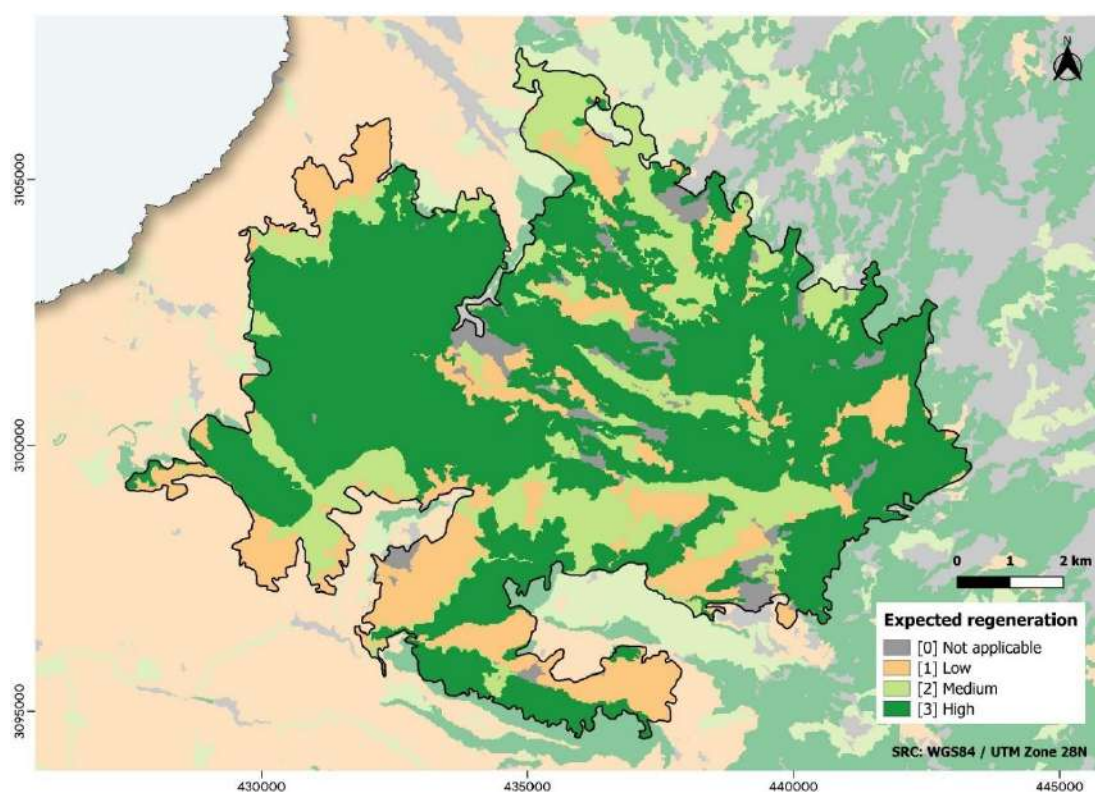 N
3105000
3100000
3095000
0 1 2 km
Expected regeneration
[0] Not applicable
[1] Low
[2] Medium
[3] High
SRC: WGS84 / UTM Zone 28N
430000 435000 440000 445000